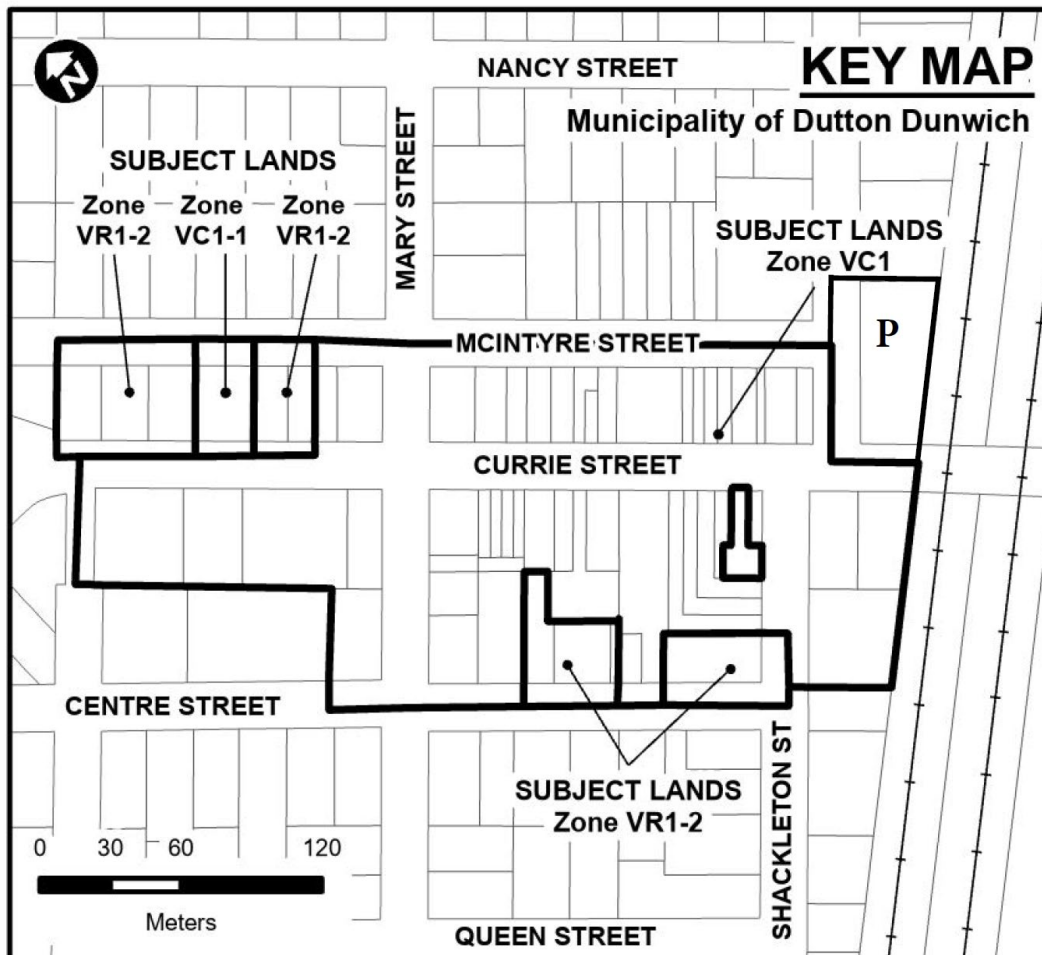 N
NANCY STREET
KEY MAP
Municipality of Dutton Dunwich
SUBJECT LANDS
Zone
VR1-2
Zone
VC1-1
Zone
VR1-2
MARY STREET
SUBJECT LANDS
Zone VC1
MCINTYRE STREET
P
CURRIE STREET
CENTRE STREET
SUBJECT LANDS
Zone VR1-2
SHACKLETON ST
0 30 60 120
Meters
QUEEN STREET